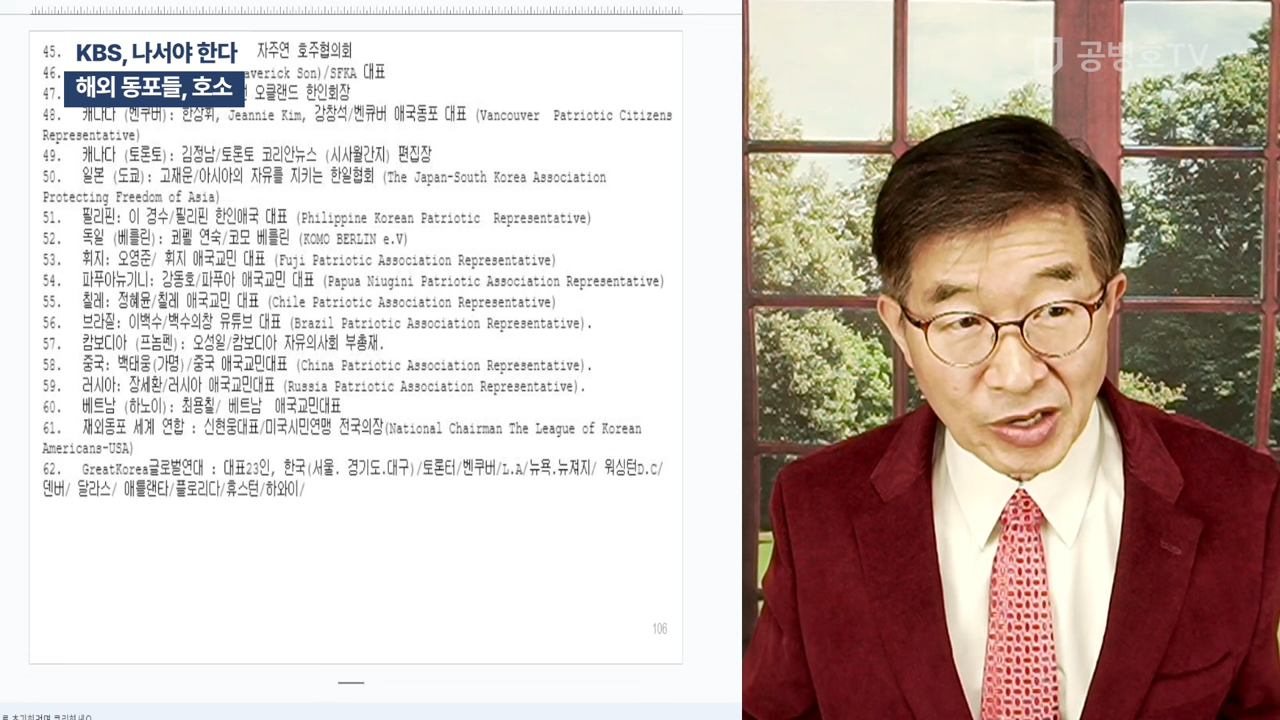 KBS, 나서야 한다
해외 동포들, 호소
공병호TV
45. 자주연 호주협의회
46. averick Son)/SFKA 대표
47. 오클랜드 한인회장
48. 캐나다 (벤쿠버): 한상휘, Jeannie Kim, 강창석/벤큐버 애국동포 대표 (Vancouver Patriotic Citizens
Representative)
49. 캐나다 (토론토): 김정남/토론토 코리안뉴스 (시사월간지) 편집장
50. 일본 (도쿄): 고재운/아시아의 자유를 지키는 한일협회 (The Japan-South Korea Association
Protecting Freedom of Asia)
51. 필리핀: 이 경수/필리핀 한인애국 대표 (Philippine Korean Patriotic Representative)
52. 독일 (베를린): 쾨펠 연숙/코모 베를린 (KOMO BERLIN e.V)
53. 휘지: 오영준/ 휘지 애국교민 대표 (Fuji Patriotic Association Representative)
54. 파푸아뉴기니: 강동호/파푸아 애국교민 대표 (Papua Niugini Patriotic Association Representative)
55. 칠레: 정혜윤/칠레 애국교민 대표 (Chile Patriotic Association Representative)
56. 브라질: 이백수/백수의창 유튜브 대표 (Brazil Patriotic Association Representative).
57. 캄보디아 (프놈펜): 오성일/캄보디아 자유의사회 부총재.
58. 중국: 백태웅(가명)/중국 애국교민대표 (China Patriotic Association Representative).
59. 러시아: 장세환/러시아 애국교민대표 (Russia Patriotic Association Representative).
60. 베트남 (하노이): 최용칠/ 베트남 애국교민대표
61. 재외동포 세계 연합 : 신현웅대표/미국시민연맹 전국의장(National Chairman The League of Korean
Americans-USA)
62. GreatKorea글로벌연대 : 대표23인, 한국(서울. 경기도.대구)/토론터/벤쿠버/L.A/뉴욕.뉴져지/ 워싱턴D.C/
덴버/ 달라스/ 애틀랜타/플로리다/휴스턴/하와이/
106